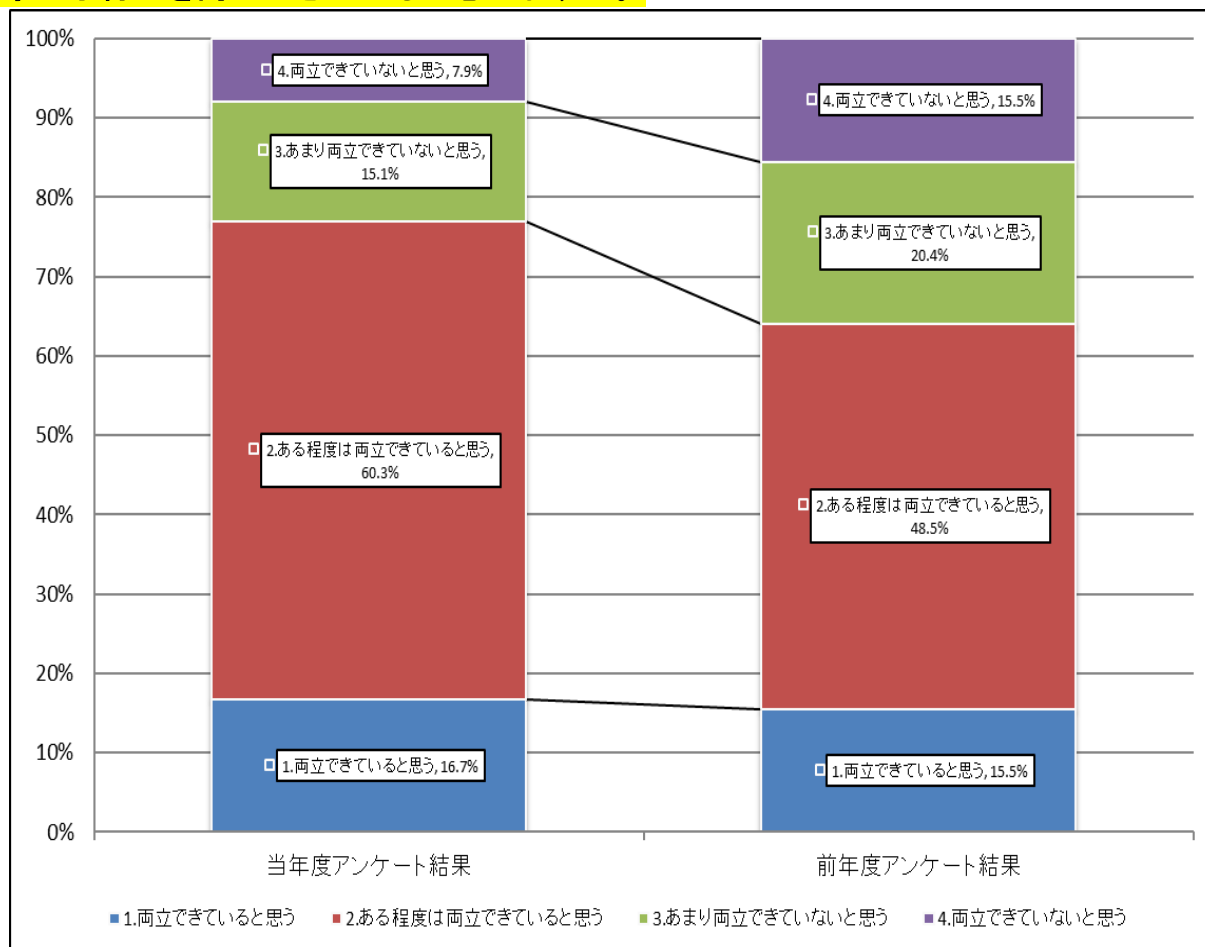 100%
90%
80%
70%
60%
50%
40%
30%
20%
10%
0%
4.両立できていないと思う, 7.9%
3.あまり両立できていないと思う,
15.1%
2.ある程度は両立できていると思う,
60.3%
1.両立できていると思う, 16.7%
4.両立できていないと思う, 15.5%
3.あまり両立できていないと思う,
20.4%
2.ある程度は両立できていると思う,
48.5%
1.両立できていると思う, 15.5%
当年度アンケート結果
前年度アンケート結果
1.両立できていると思う 2.ある程度は両立できていると思う 3.あまり両立できていないと思う 4.両立できていないと思う